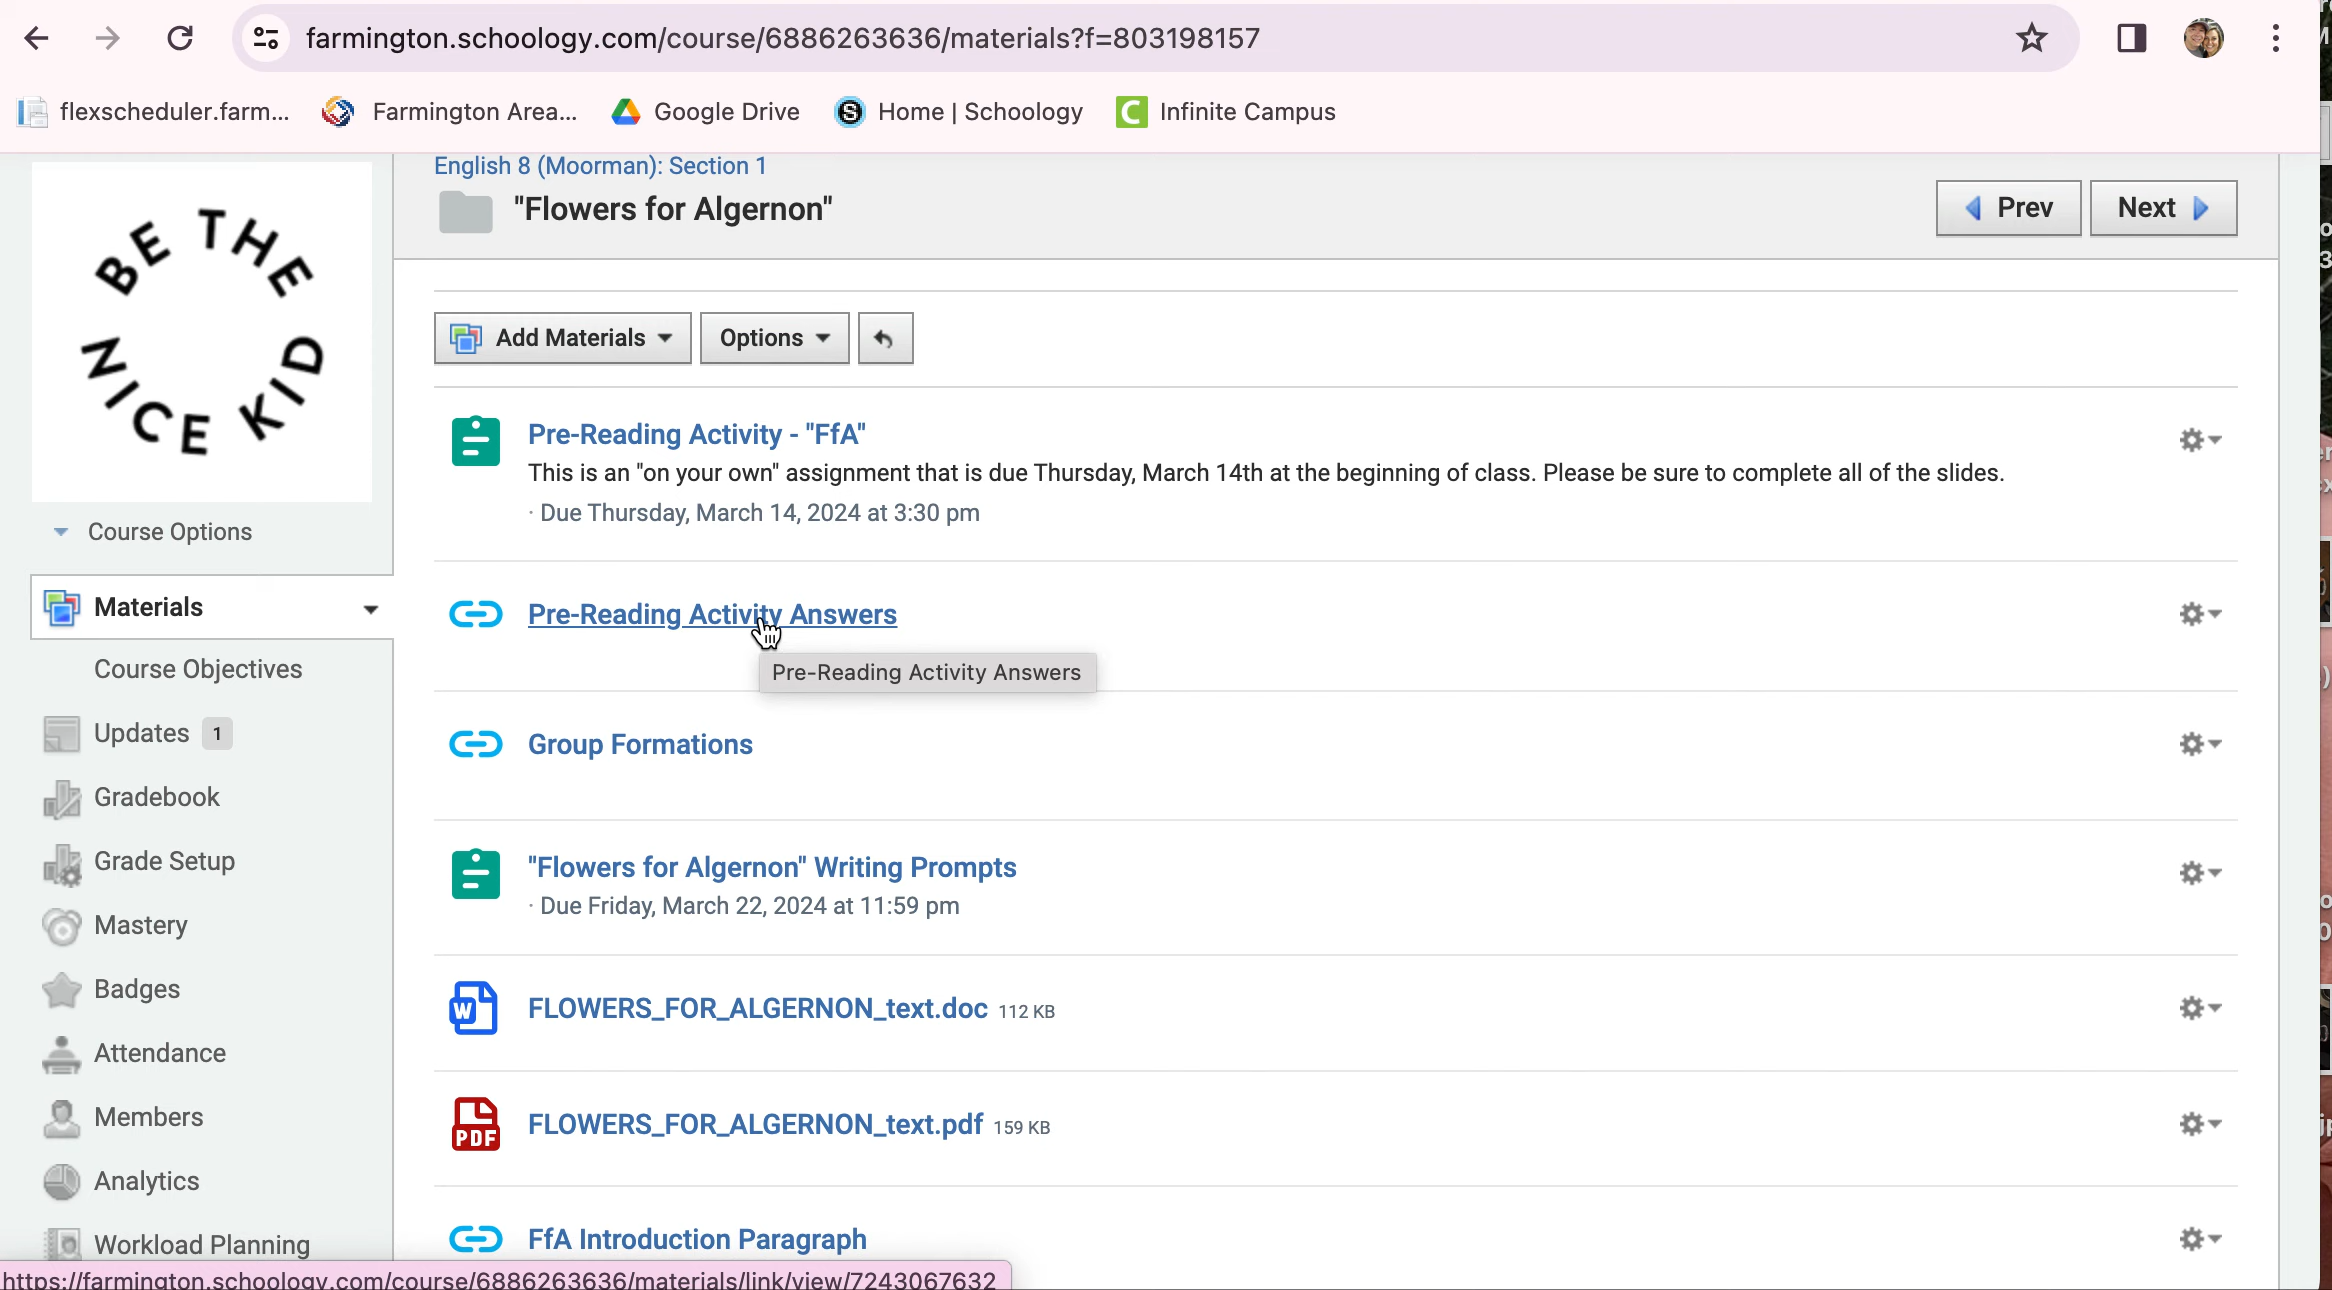 farmington.schoology.com/course/6886263636/materials?f=803198157
flexscheduler.farm...
Farmington Area...
Google Drive
Home | Schoology
Infinite Campus
BE THE
NICE KID
English 8 (Moorman): Section 1
"Flowers for Algernon"
Prev
Next
Add Materials
Options
Course Options
Materials
Course Objectives
Updates 1
Gradebook
Grade Setup
Mastery
Badges
Attendance
Members
Analytics
Workload Planning
Pre-Reading Activity - "FfA"
This is an "on your own" assignment that is due Thursday, March 14th at the beginning of class. Please be sure to complete all of the slides.
· Due Thursday, March 14, 2024 at 3:30 pm
Pre-Reading Activity Answers
Pre-Reading Activity Answers
Group Formations
"Flowers for Algernon" Writing Prompts
· Due Friday, March 22, 2024 at 11:59 pm
W
FLOWERS_FOR_ALGERNON_text.doc 112 KB
PDF
FLOWERS_FOR_ALGERNON_text.pdf 159 KB
FfA Introduction Paragraph
https://farmington.schoology.com/course/6886263636/materials/link/view/7243067632